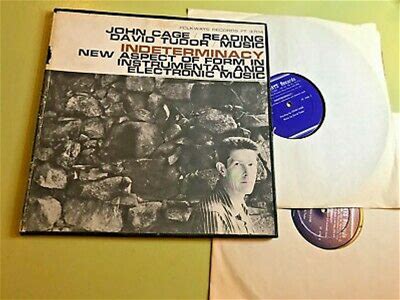 FOLKWAYS RECORDS FT 3704
JOHN CAGE / READING
DAVID TUDOR / MUSIC
INDETERMINACY
NEW ASPECT OF FORM IN
INSTRUMENTAL AND
ELECTRONIC MUSIC
Records